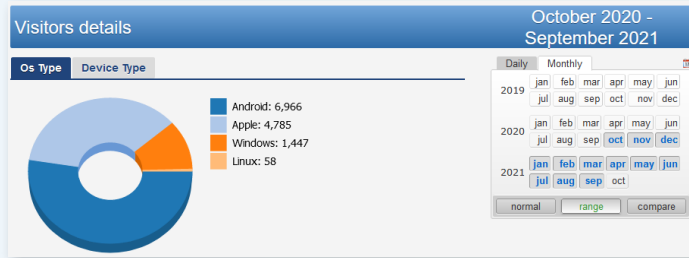 Visitors details
October 2020 -
September 2021
Os Type Device Type
Android: 6,966
Apple: 4,785
Windows: 1,447
Linux: 58
Daily Monthly
2019
jan feb mar apr may jun
jul aug sep oct nov dec
2020
jan feb mar apr may jun
jul aug sep oct nov dec
2021
jan feb mar apr may jun
jul aug sep oct
normal range compare